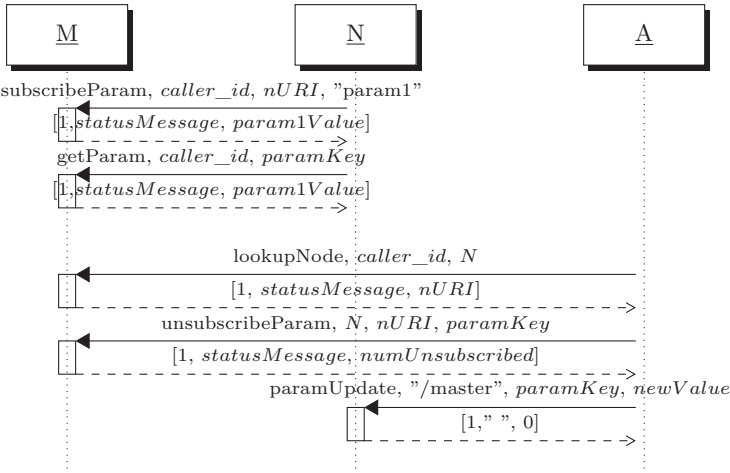 M N A
subscribeParam, caller_id, nURI, "param1"
[1,statusMessage, param1Value]
getParam, caller_id, paramKey
[1,statusMessage, param1Value]
lookupNode, caller_id, N
[1, statusMessage, nURI]
unsubscribeParam, N, nURI, paramKey
[1, statusMessage, numUnsubscribed]
paramUpdate, "/master", paramKey, newValue
[1," ", 0]